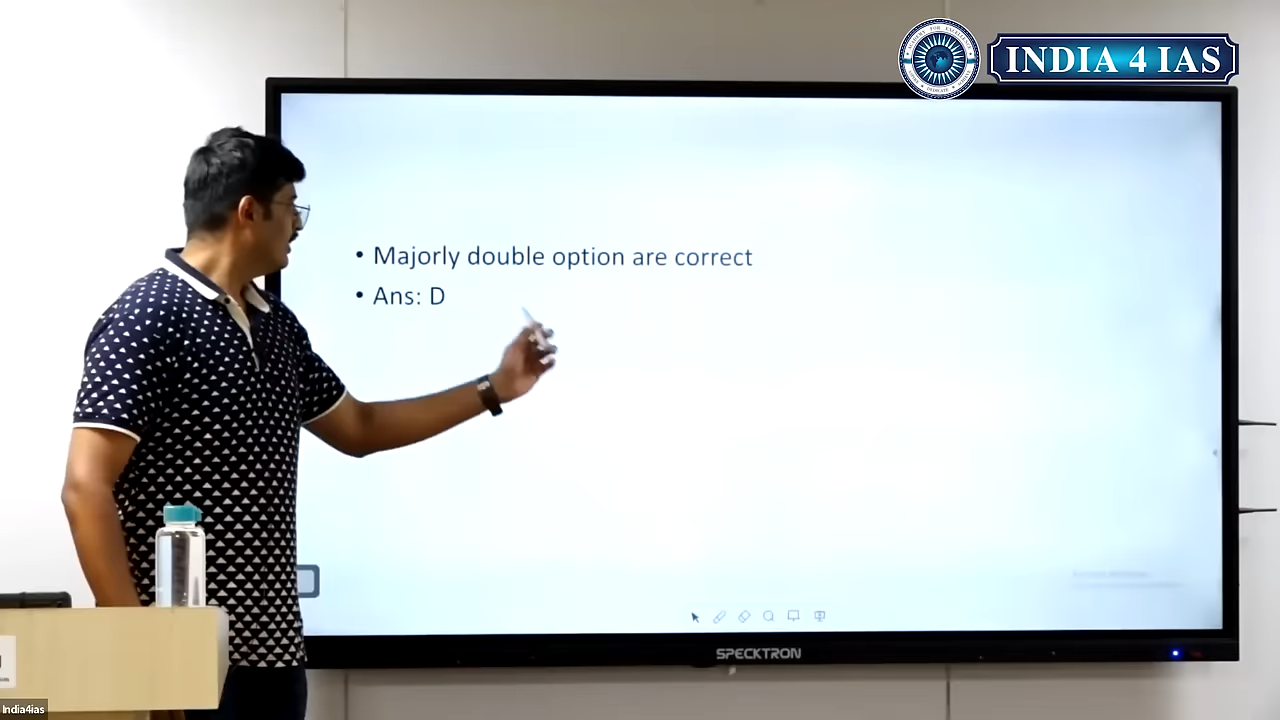 INDIA 4 IAS
• Majorly double option are correct
• Ans: D
SPECKTRON
India4ias